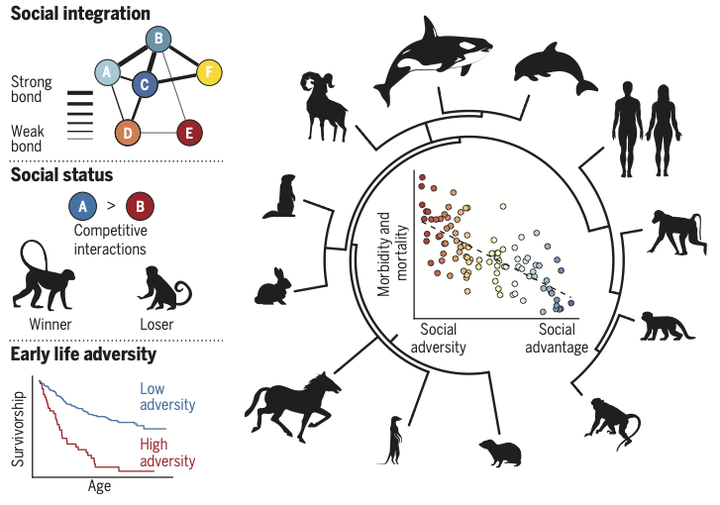 Social integration
B
A
C
F
D
E
Strong
bond
Weak
bond
Social status
A > B
Competitive
interactions
Winner
Loser
Early life adversity
Survivorship
Low
adversity
High
adversity
Age
Morbidity and
mortality
Social
adversity
Social
advantage